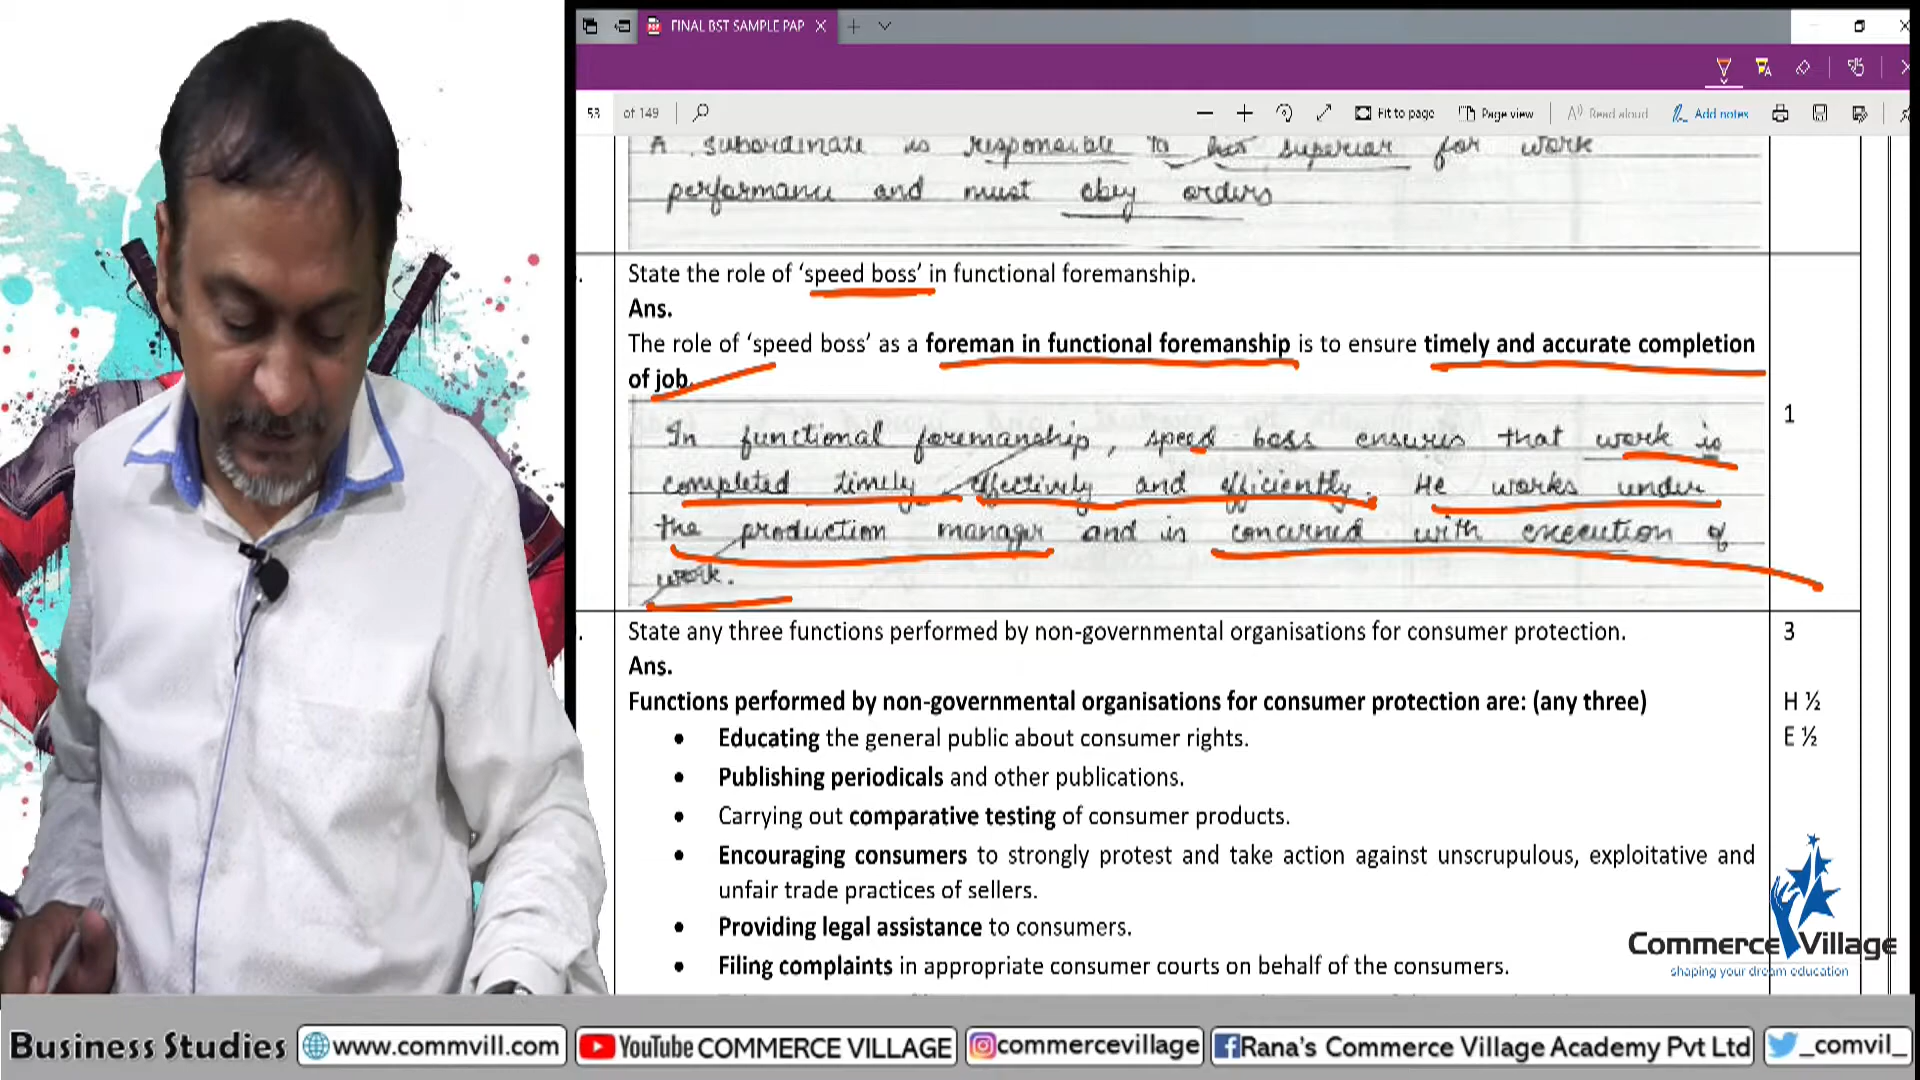 FINAL BST SAMPLE PAP
53 of 149
Fit to page
Page view
Read aloud
Add notes
A subordinate is responsible to his superior for work
performance and must obey orders
State the role of ‘speed boss’ in functional foremanship.
Ans.
The role of ‘speed boss’ as a foreman in functional foremanship is to ensure timely and accurate completion
of job.
In functional foremanship, speed boss ensures that work is
completed timely effectively and efficiently. He works under
the production manager and is concerned with execution of
work.
1
State any three functions performed by non-governmental organisations for consumer protection.
3
Ans.
Functions performed by non-governmental organisations for consumer protection are: (any three)
H ½
E ½
• Educating the general public about consumer rights.
• Publishing periodicals and other publications.
• Carrying out comparative testing of consumer products.
• Encouraging consumers to strongly protest and take action against unscrupulous, exploitative and
unfair trade practices of sellers.
• Providing legal assistance to consumers.
• Filing complaints in appropriate consumer courts on behalf of the consumers.
Commerce Village
shaping your dream education
Business Studies
www.commvill.com
YouTube COMMERCE VILLAGE
commercevillage
Rana's Commerce Village Academy Pvt Ltd
_comvil_